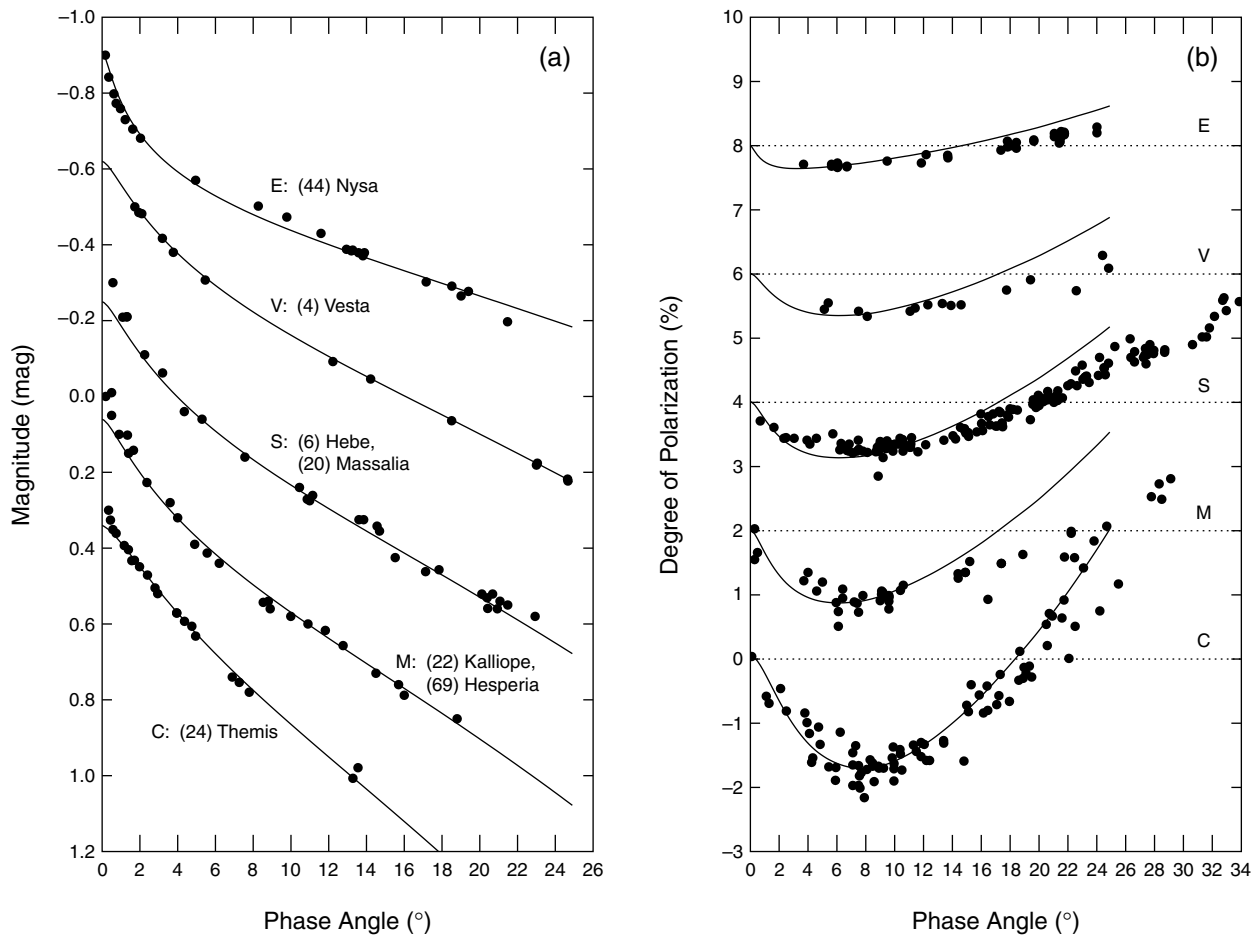 (a)
−1.0
−0.8
−0.6
−0.4
−0.2
0.0
0.2
0.4
0.6
0.8
1.0
1.2
Magnitude (mag)
E: (44) Nysa
V: (4) Vesta
S: (6) Hebe,
(20) Massalia
M: (22) Kalliope,
(69) Hesperia
C: (24) Themis
0 2 4 6 8 10 12 14 16 18 20 22 24 26
Phase Angle (°)
(b)
10
9
8
7
6
5
4
3
2
1
0
−1
−2
−3
Degree of Polarization (%)
E
V
S
M
C
0 2 4 6 8 10 12 14 16 18 20 22 24 26 28 30 32 34
Phase Angle (°)